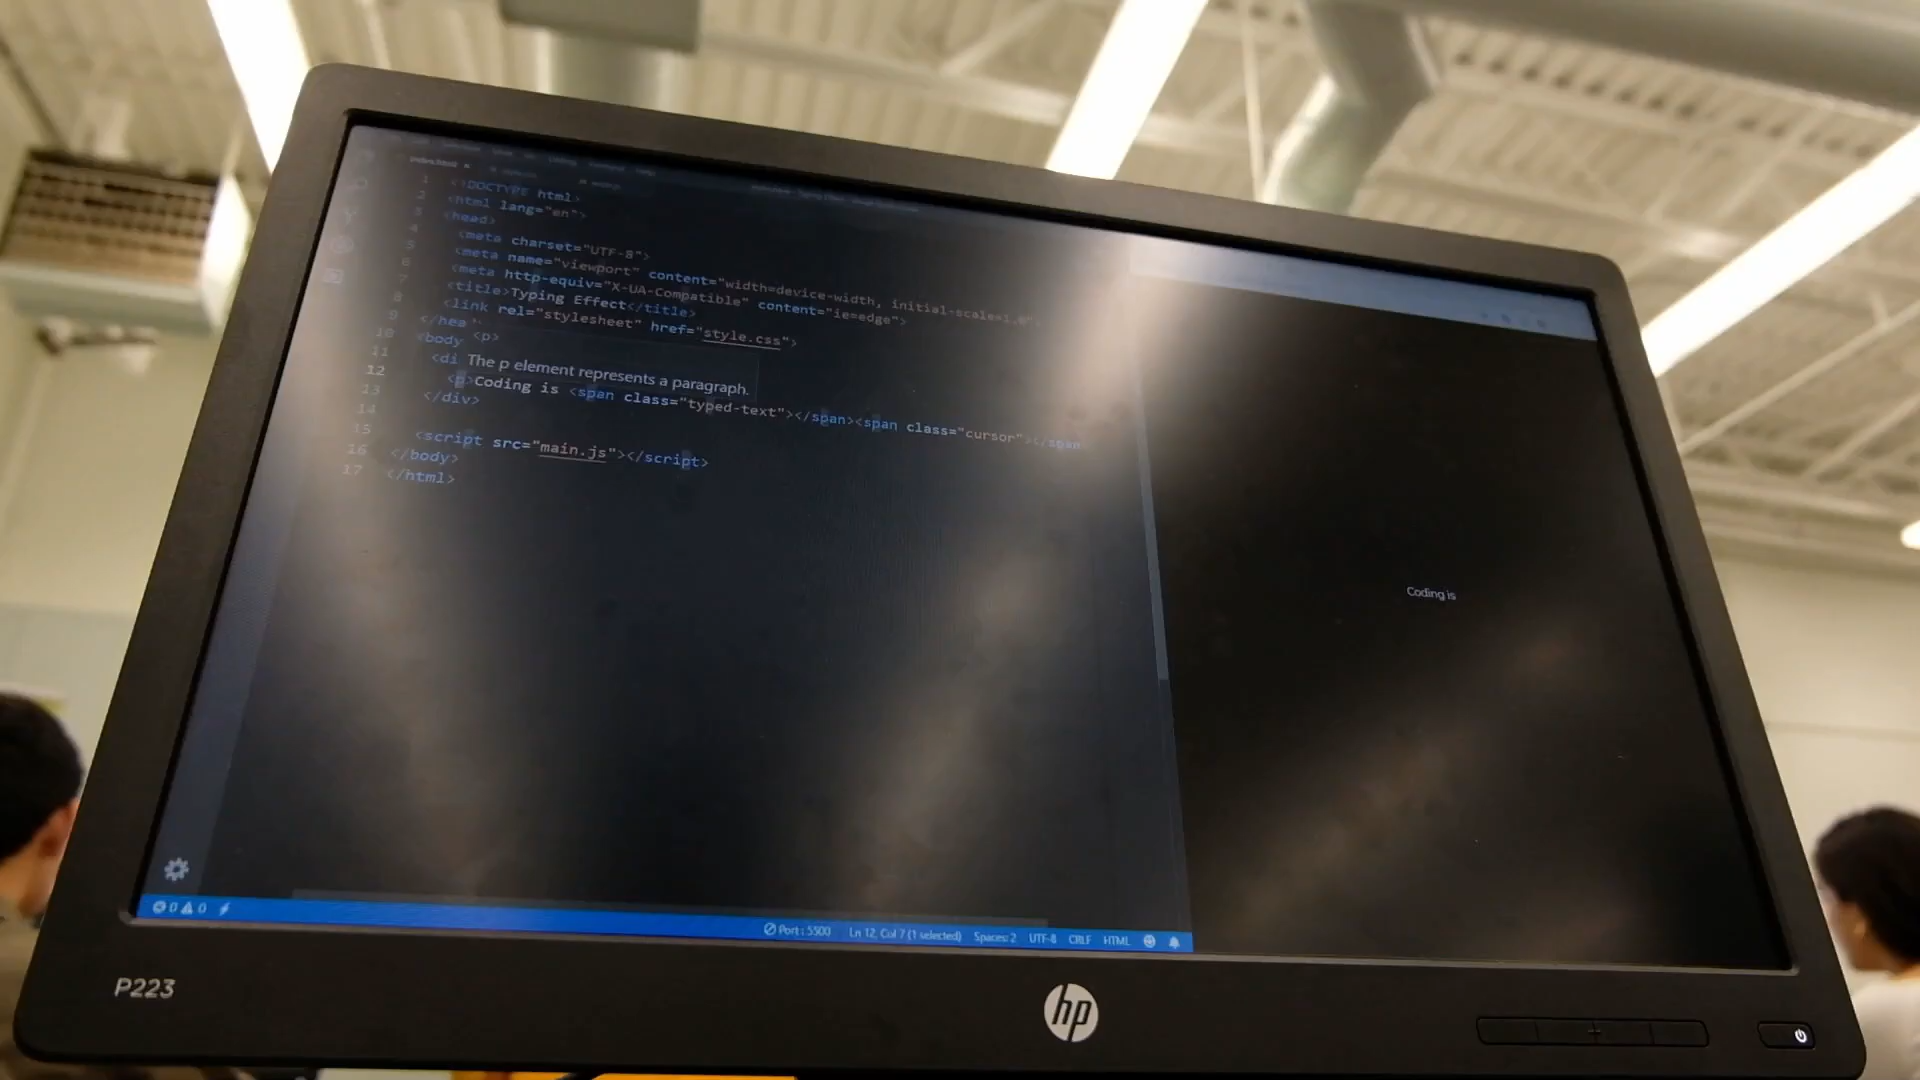 index.html
1 <!DOCTYPE html>
2 <html lang="en">
3 <head>
4 <meta charset="UTF-8">
5 <meta name="viewport" content="width=device-width, initial-scale=1.0">
6 <meta http-equiv="X-UA-Compatible" content="ie=edge">
7 <title>Typing Effect</title>
8 <link rel="stylesheet" href="style.css">
9 </hea
<p>
10 <body
11 <di
The p element represents a paragraph.
12 <p>Coding is <span class="typed-text"></span><span class="cursor"></span
13 </div>
14
15 <script src="main.js"></script>
16 </body>
17 </html>
Coding is
0 0
Port : 5500 Ln 12, Col 7 (1 selected) Spaces: 2 UTF-8 CRLF HTML
P223
hp